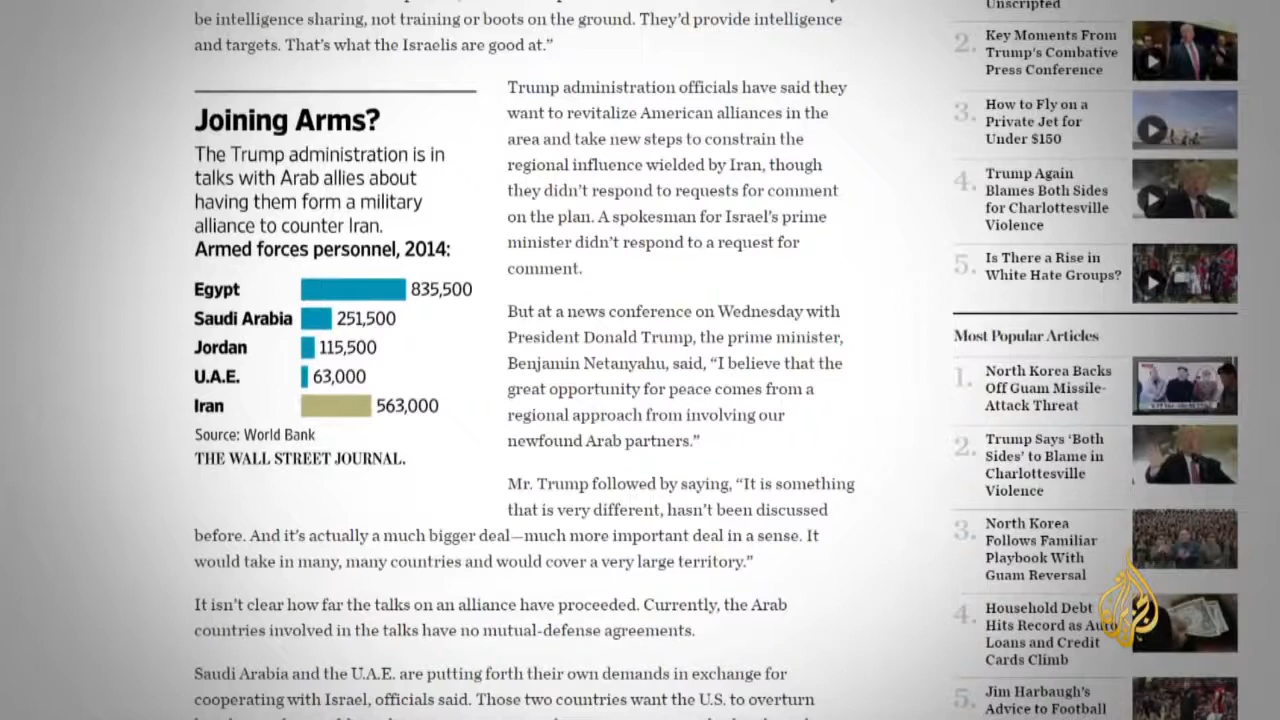 be intelligence sharing, not training or boots on the ground. They’d provide intelligence
and targets. That’s what the Israelis are good at.”
Joining Arms?
The Trump administration is in
talks with Arab allies about
having them form a military
alliance to counter Iran.
Armed forces personnel, 2014:
Egypt 835,500
Saudi Arabia 251,500
Jordan 115,500
U.A.E. 63,000
Iran 563,000
Source: World Bank
THE WALL STREET JOURNAL.
Trump administration officials have said they
want to revitalize American alliances in the
area and take new steps to constrain the
regional influence wielded by Iran, though
they didn’t respond to requests for comment
on the plan. A spokesman for Israel’s prime
minister didn’t respond to a request for
comment.
But at a news conference on Wednesday with
President Donald Trump, the prime minister,
Benjamin Netanyahu, said, “I believe that the
great opportunity for peace comes from a
regional approach from involving our
newfound Arab partners.”
Mr. Trump followed by saying, “It is something
that is very different, hasn’t been discussed
before. And it’s actually a much bigger deal—much more important deal in a sense. It
would take in many, many countries and would cover a very large territory.”
It isn’t clear how far the talks on an alliance have proceeded. Currently, the Arab
countries involved in the talks have no mutual-defense agreements.
Saudi Arabia and the U.A.E. are putting forth their own demands in exchange for
cooperating with Israel, officials said. Those two countries want the U.S. to overturn
Unscripted
2. Key Moments From
Trump’s Combative
Press Conference
3. How to Fly on a
Private Jet for
Under $150
4. Trump Again
Blames Both Sides
for Charlottesville
Violence
5. Is There a Rise in
White Hate Groups?
Most Popular Articles
1. North Korea Backs
Off Guam Missile-
Attack Threat
2. Trump Says ‘Both
Sides’ to Blame in
Charlottesville
Violence
3. North Korea
Follows Familiar
Playbook With
Guam Reversal
4. Household Debt
Hits Record as Auto
Loans and Credit
Cards Climb
5. Jim Harbaugh’s
Advice to Football